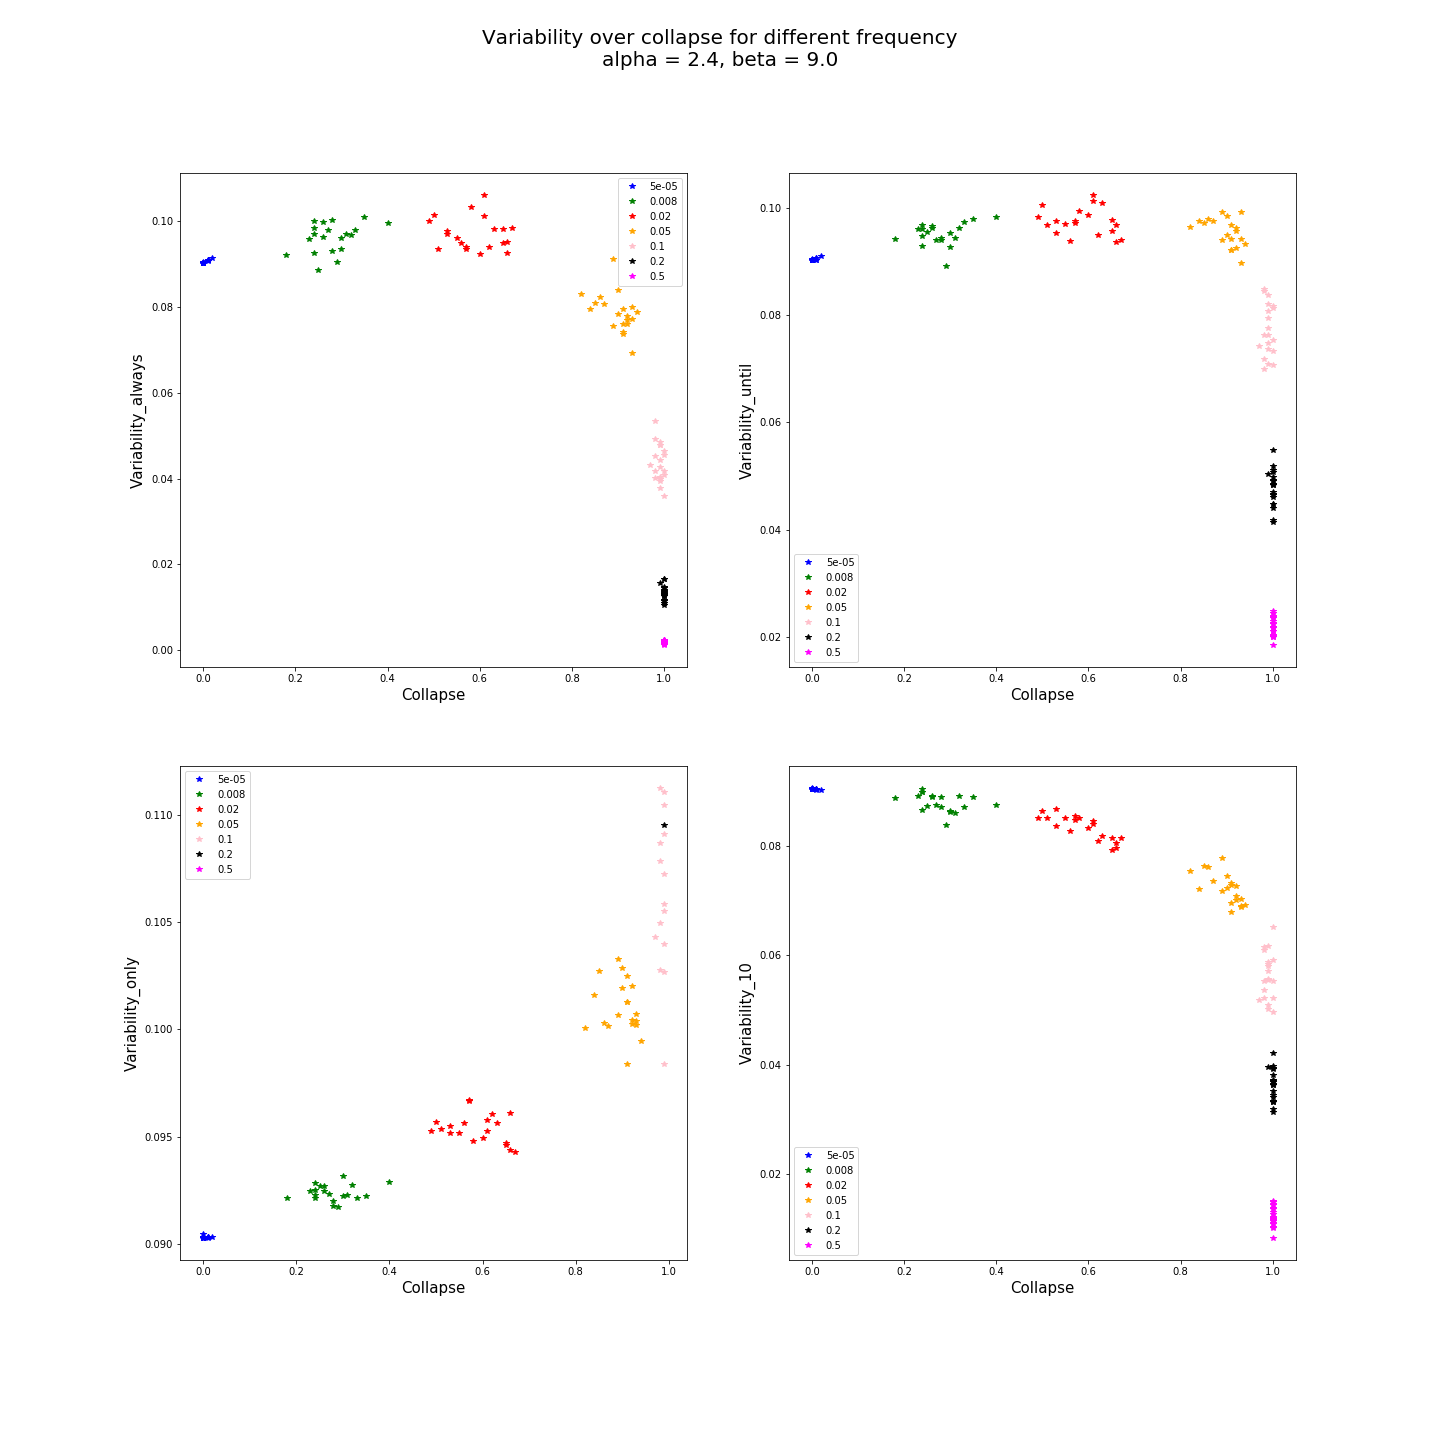 Variability over collapse for different frequency
alpha = 2.4, beta = 9.0
0.10
0.08
0.06
0.04
0.02
0.00
Variability_always
0.0 0.2 0.4 0.6 0.8 1.0
Collapse
5e-05
0.008
0.02
0.05
0.1
0.2
0.5
0.10
0.08
0.06
0.04
0.02
Variability_until
0.0 0.2 0.4 0.6 0.8 1.0
Collapse
5e-05
0.008
0.02
0.05
0.1
0.2
0.5
0.110
0.105
0.100
0.095
0.090
Variability_only
0.0 0.2 0.4 0.6 0.8 1.0
Collapse
5e-05
0.008
0.02
0.05
0.1
0.2
0.5
0.08
0.06
0.04
0.02
Variability_10
0.0 0.2 0.4 0.6 0.8 1.0
Collapse
5e-05
0.008
0.02
0.05
0.1
0.2
0.5